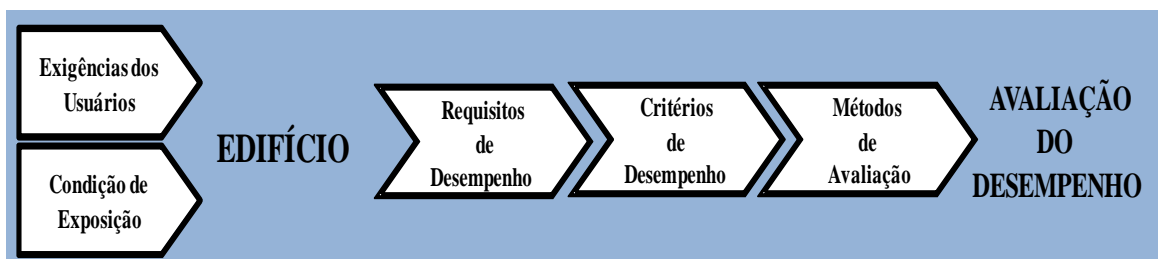 Exigências dos
Usuários
Condição de
Exposição
EDIFÍCIO
Requisitos
de
Desempenho
Critérios
de
Desempenho
Métodos
de
Avaliação
AVALIAÇÃO
DO
DESEMPENHO